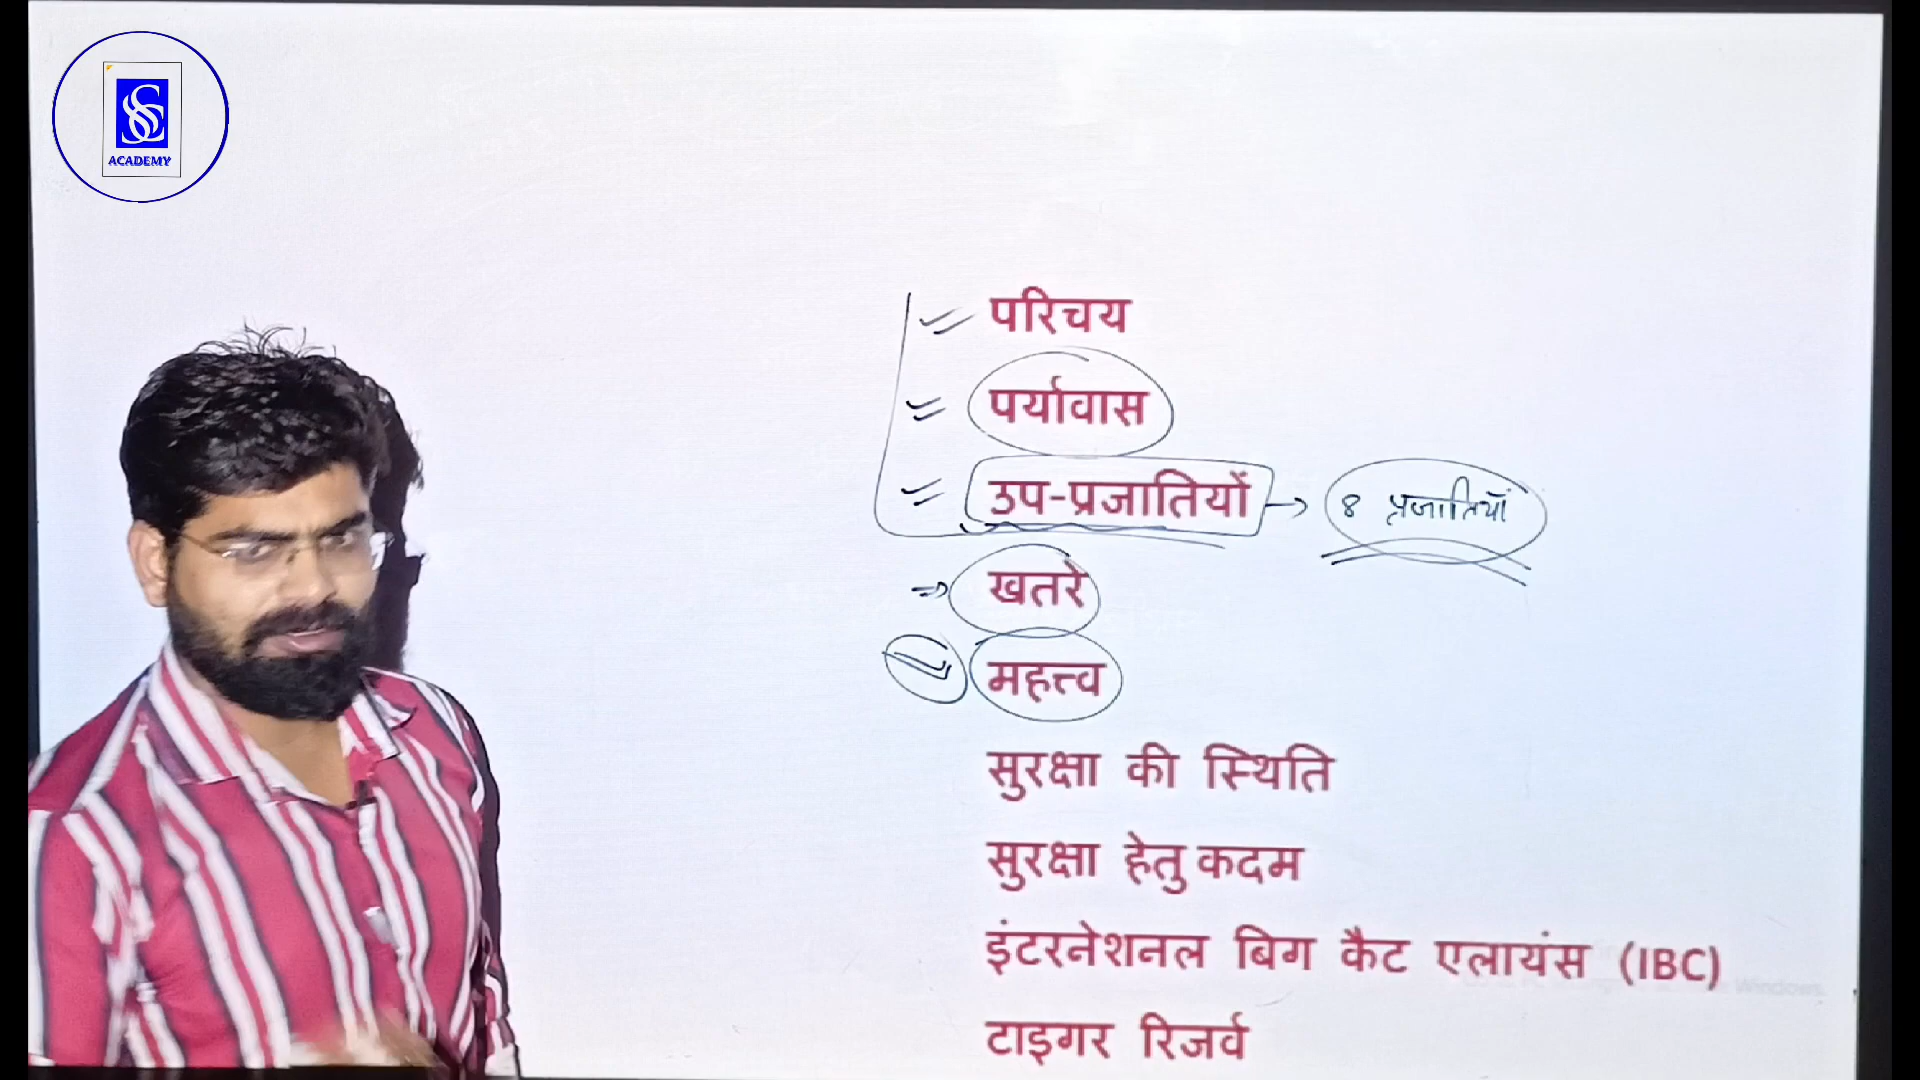 SSC
ACADEMY
परिचय
पर्यावास
उप-प्रजातियों → 8 प्रजातियाँ
खतरे
महत्त्व
सुरक्षा की स्थिति
सुरक्षा हेतु कदम
इंटरनेशनल बिग कैट एलायंस (IBC)
टाइगर रिजर्व